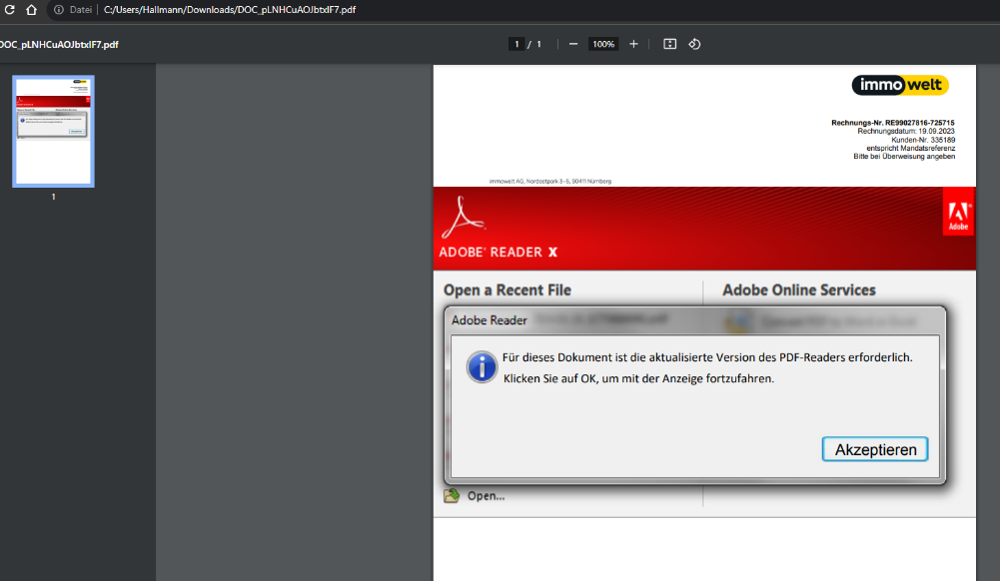 Datei C:/Users/Hallmann/Downloads/DOC_pLNHCuAOJbtxlF7.pdf
DOC_pLNHCuAOJbtxlF7.pdf
1 / 1 — 100% +
1
immowelt
Rechnungs-Nr. RE99027816-725715
Rechnungsdatum: 19.09.2023
Kunden-Nr. 335189
entspricht Mandatsreferenz
Bitte bei Überweisung angeben
immowelt AG, Nordostpark 3-5, 90411 Nürnberg
Adobe
ADOBE® READER X
Open a Recent File
Adobe Online Services
Adobe Reader
Für dieses Dokument ist die aktualisierte Version des PDF-Readers erforderlich.
Klicken Sie auf OK, um mit der Anzeige fortzufahren.
Akzeptieren
Open...